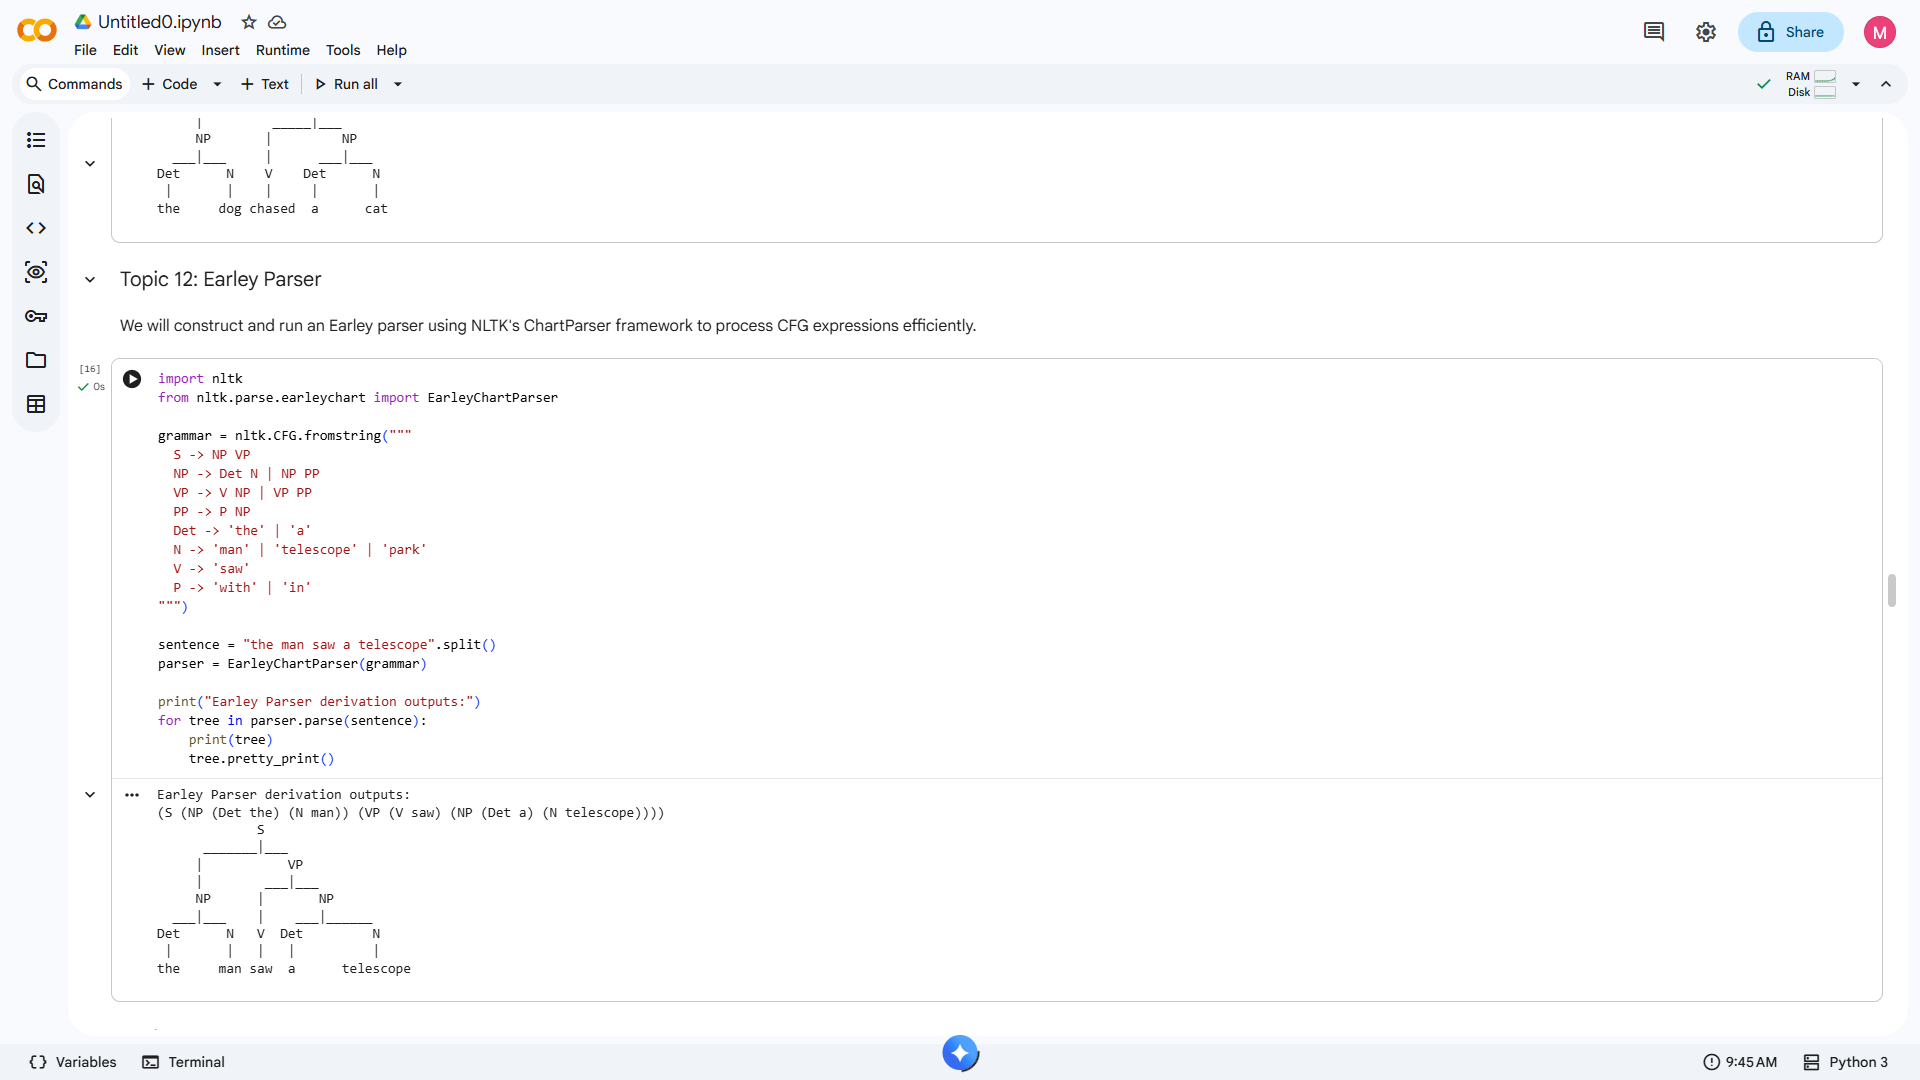 Untitled0.ipynb
File Edit View Insert Runtime Tools Help
Share
M
Commands + Code + Text Run all
RAM
Disk
NP NP
Det N V Det N
the dog chased a cat
Topic 12: Earley Parser
We will construct and run an Earley parser using NLTK's ChartParser framework to process CFG expressions efficiently.
[16]
0s
import nltk
from nltk.parse.earleychart import EarleyChartParser
grammar = nltk.CFG.fromstring("""
S -> NP VP
NP -> Det N | NP PP
VP -> V NP | VP PP
PP -> P NP
Det -> 'the' | 'a'
N -> 'man' | 'telescope' | 'park'
V -> 'saw'
P -> 'with' | 'in'
""")
sentence = "the man saw a telescope".split()
parser = EarleyChartParser(grammar)
print("Earley Parser derivation outputs:")
for tree in parser.parse(sentence):
print(tree)
tree.pretty_print()
Earley Parser derivation outputs:
(S (NP (Det the) (N man)) (VP (V saw) (NP (Det a) (N telescope))))
S
VP
NP NP
Det N V Det N
the man saw a telescope
Variables Terminal
9:45 AM Python 3